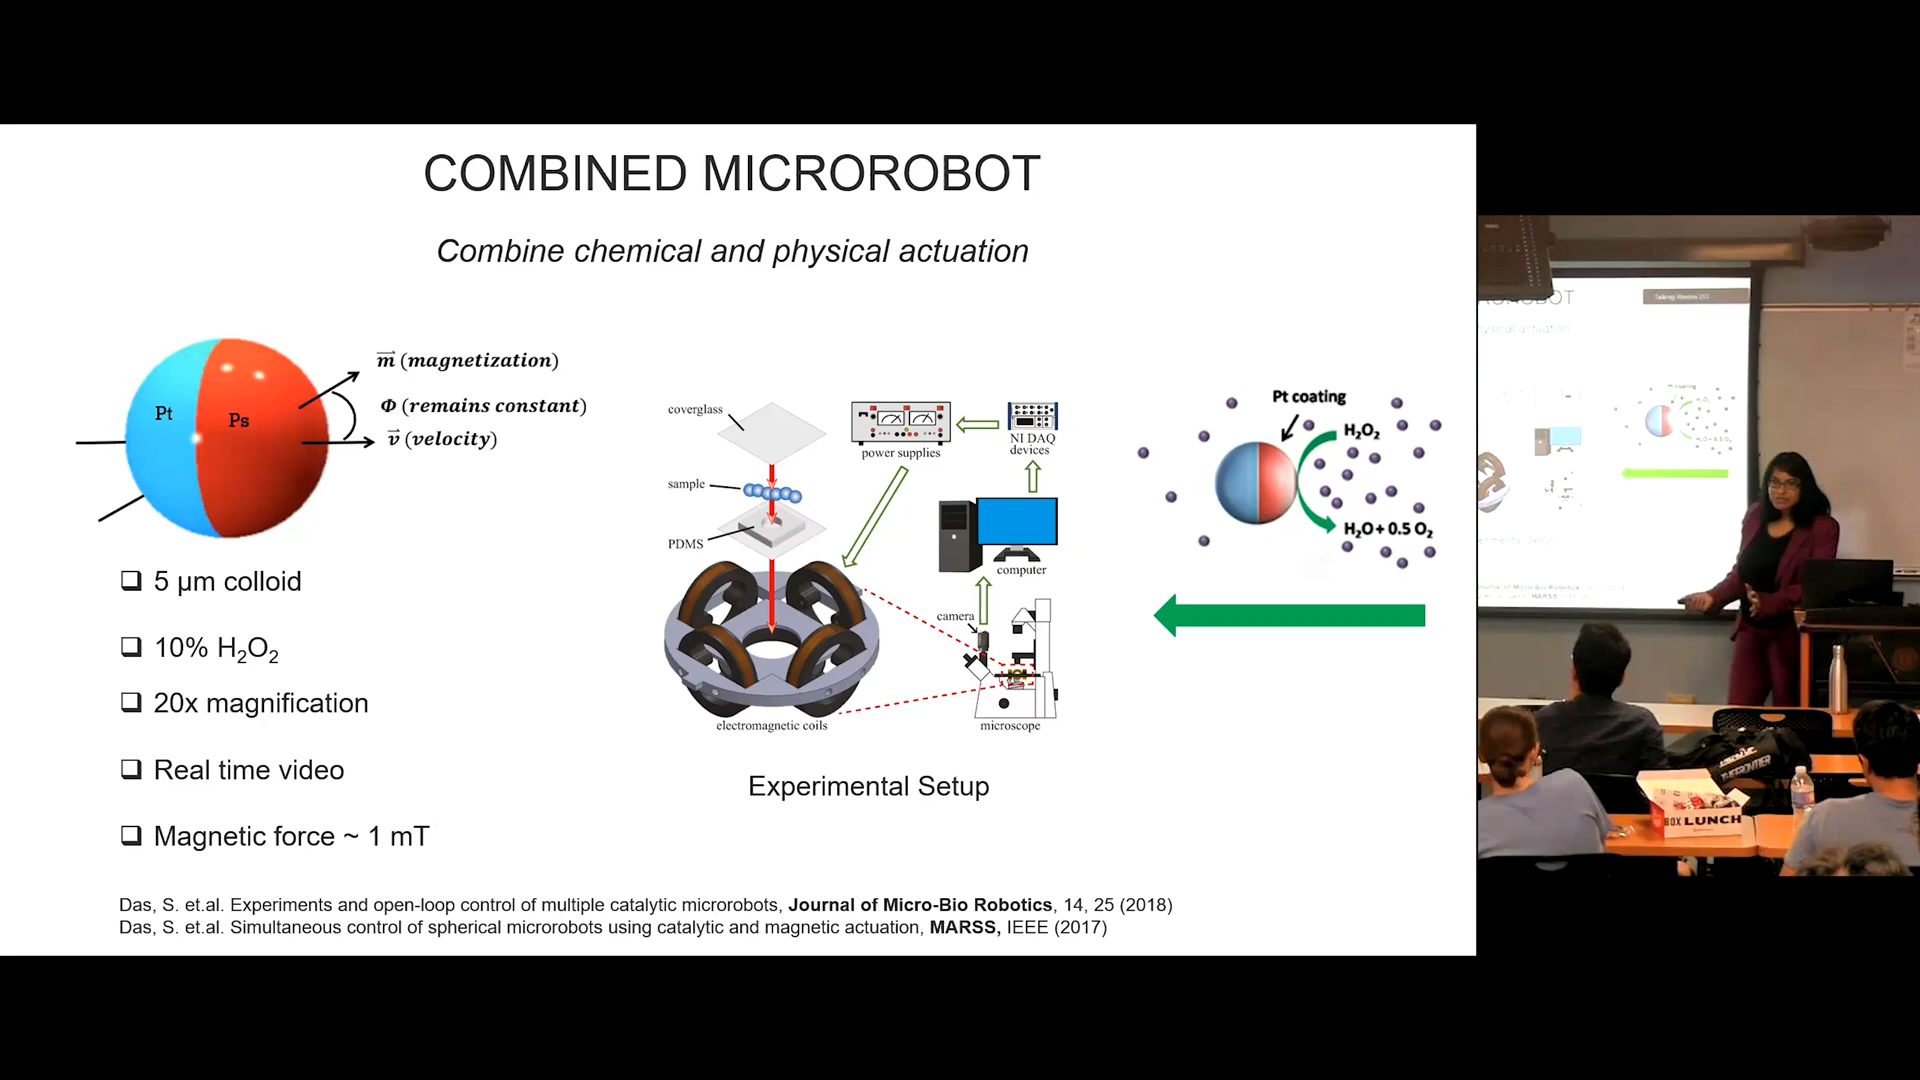 COMBINED MICROROBOT
Combine chemical and physical actuation
Pt
Ps
m⃗ (magnetization)
Φ (remains constant)
v⃗ (velocity)
❑ 5 μm colloid
❑ 10% H₂O₂
❑ 20x magnification
❑ Real time video
❑ Magnetic force ~ 1 mT
coverglass
sample
PDMS
electromagnetic coils
power supplies
NI DAQ
devices
computer
camera
microscope
Experimental Setup
Pt coating
H₂O₂
H₂O + 0.5 O₂
Das, S. et.al. Experiments and open-loop control of multiple catalytic microrobots, Journal of Micro-Bio Robotics, 14, 25 (2018)
Das, S. et.al. Simultaneous control of spherical microrobots using catalytic and magnetic actuation, MARSS, IEEE (2017)
BOX LUNCH